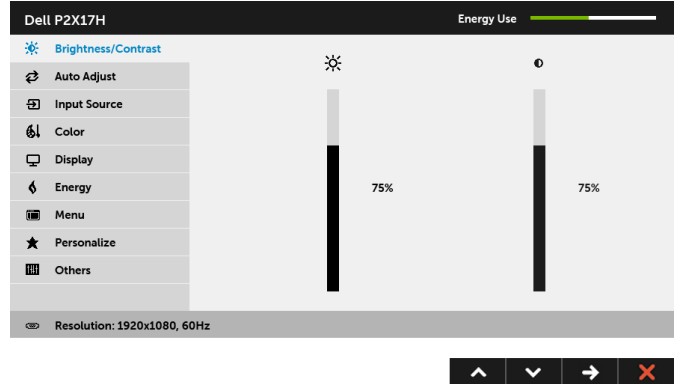 Dell P2X17H
Energy Use
Brightness/Contrast
Auto Adjust
Input Source
Color
Display
Energy
75%
75%
Menu
Personalize
Others
Resolution: 1920x1080, 60Hz